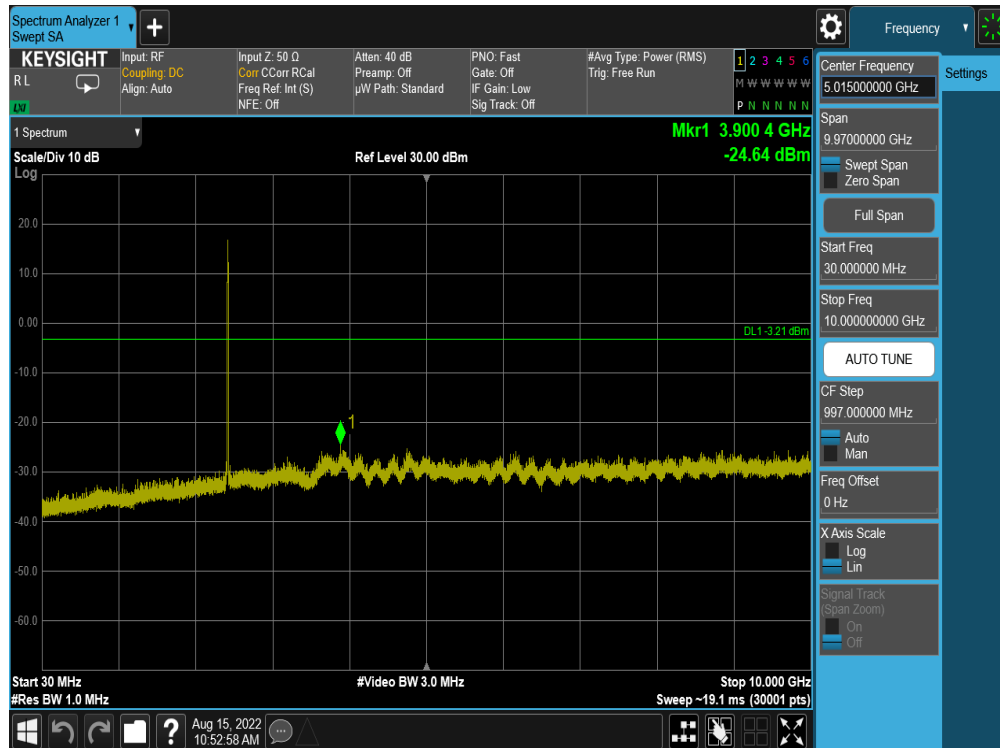 Spectrum Analyzer 1
Swept SA
Frequency
KEYSIGHT
RL
LXI
Input: RF
Coupling: DC
Align: Auto
Input Z: 50 Ω
Corr CCorr RCal
Freq Ref: Int (S)
NFE: Off
Atten: 40 dB
Preamp: Off
µW Path: Standard
PNO: Fast
Gate: Off
IF Gain: Low
Sig Track: Off
#Avg Type: Power (RMS)
Trig: Free Run
1 2 3 4 5 6
M W W W W W
P N N N N N
1 Spectrum
Scale/Div 10 dB
Log
Ref Level 30.00 dBm
Mkr1 3.900 4 GHz
-24.64 dBm
20.0
10.0
0.00
DL1 -3.21 dBm
-10.0
-20.0
1
-30.0
-40.0
-50.0
-60.0
Start 30 MHz
#Video BW 3.0 MHz
Stop 10.000 GHz
#Res BW 1.0 MHz
Sweep ~19.1 ms (30001 pts)
Center Frequency
5.015000000 GHz
Settings
Span
9.97000000 GHz
Swept Span
Zero Span
Full Span
Start Freq
30.000000 MHz
Stop Freq
10.000000000 GHz
AUTO TUNE
CF Step
997.000000 MHz
Auto
Man
Freq Offset
0 Hz
X Axis Scale
Log
Lin
Signal Track
(Span Zoom)
On
Off
?
Aug 15, 2022
10:52:58 AM